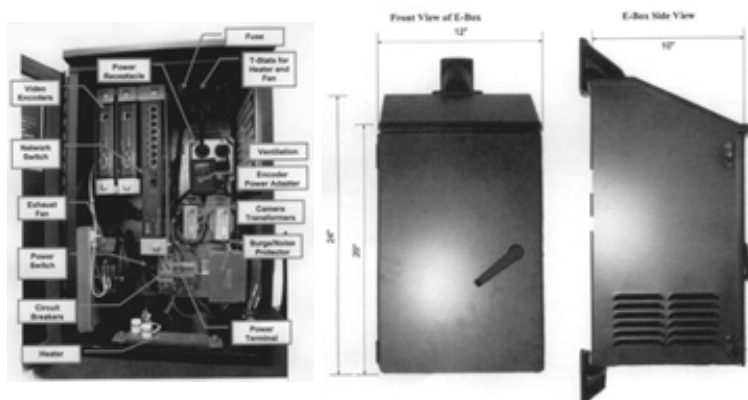 Fuse
Power
Receptacle
T-Stats for
Heater and
Fan
Video
Encoders
Network
Switch
Ventilation
Encoder
Power Adapter
Exhaust
Fan
Camera
Transformers
Power
Switch
Surge/Noise
Protector
Circuit
Breakers
Power
Terminal
Heater
Front View of E-Box
12"
24"
E-Box Side View
10"